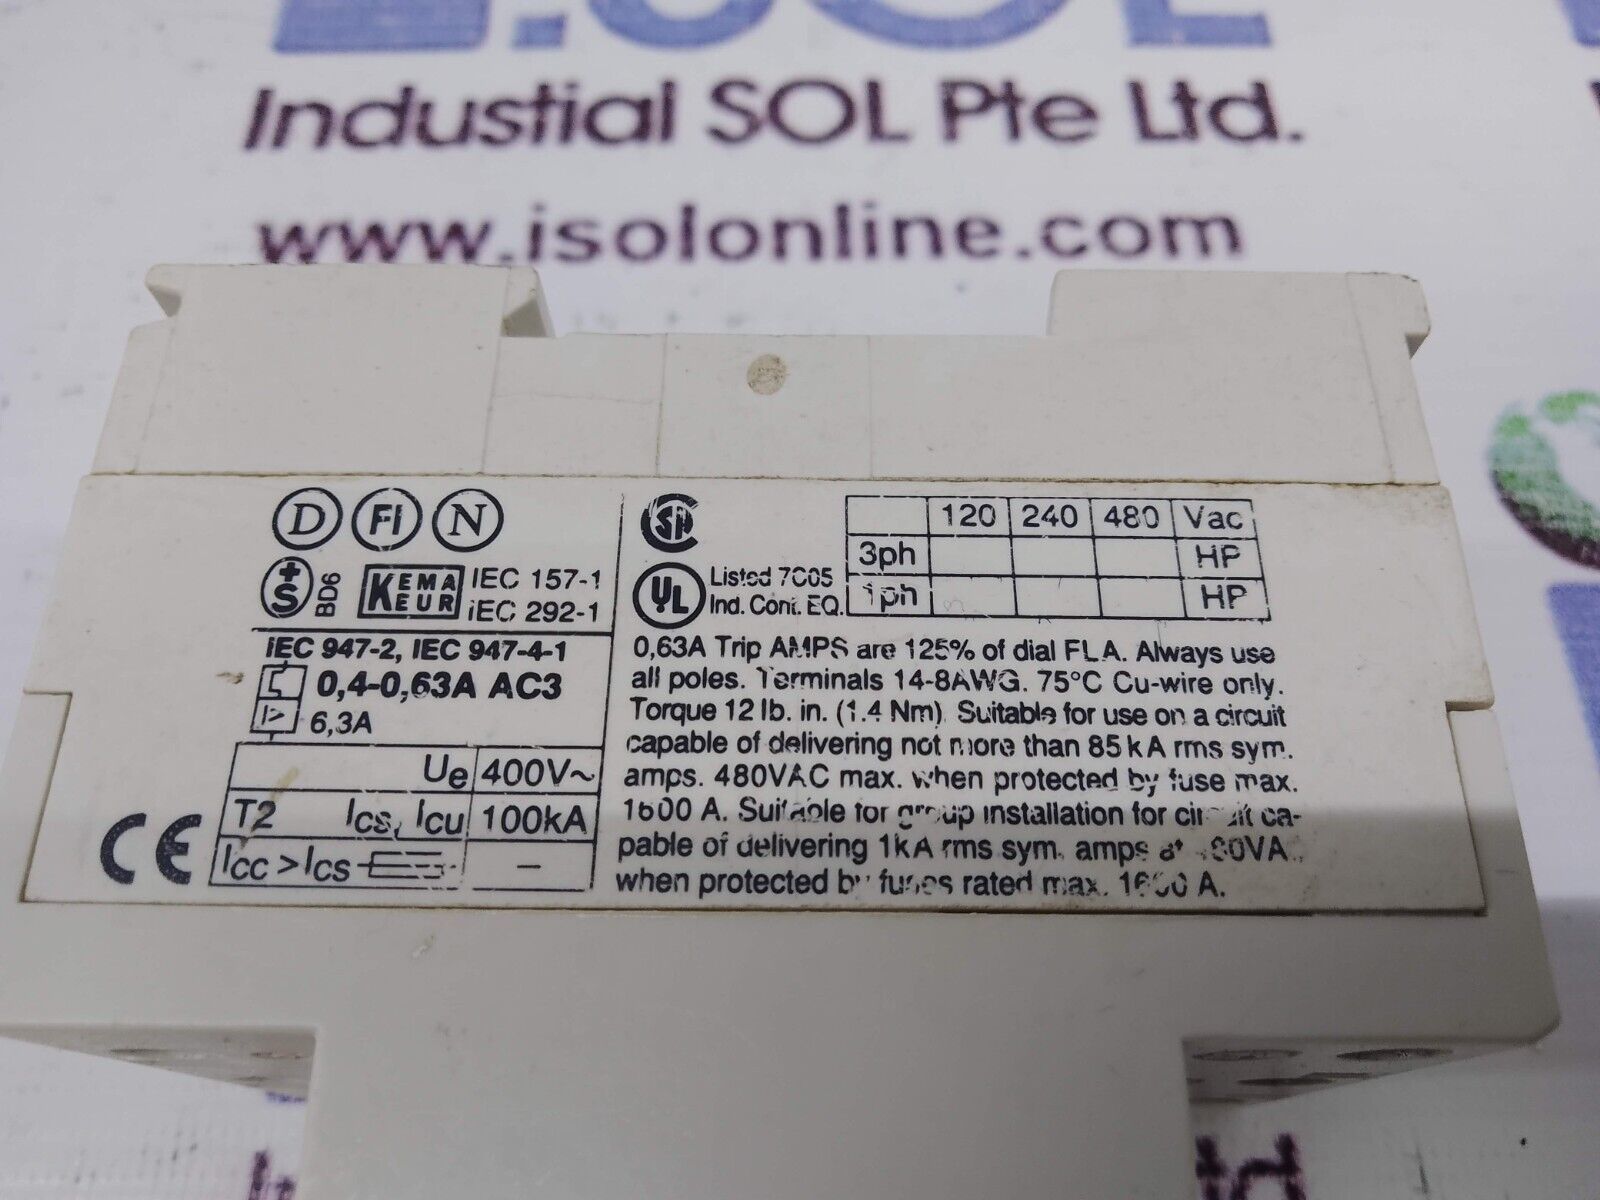 .SOL
Industial SOL Pte Ltd.
www.isolonline.com
D FI N
+S BD6 KEMA KEUR IEC 157-1
IEC 292-1
IEC 947-2, IEC 947-4-1
0,4-0,63A AC3
I> 6,3A
Ue 400V~
T2 Ics, Icu 100kA
Icc > Ics –
CE
SA
UL Listed 7C05
Ind. Cont. EQ.
120 240 480 Vac
3ph HP
1ph HP
0,63A Trip AMPS are 125% of dial FLA. Always use
all poles. Terminals 14-8AWG. 75°C Cu-wire only.
Torque 12 lb. in. (1.4 Nm). Suitable for use on a circuit
capable of delivering not more than 85 kA rms sym.
amps. 480VAC max. when protected by fuse max.
1600 A. Suitable for group installation for circuit ca-
pable of delivering 1kA rms sym. amps at 480VA
when protected by fuses rated max. 1600 A.